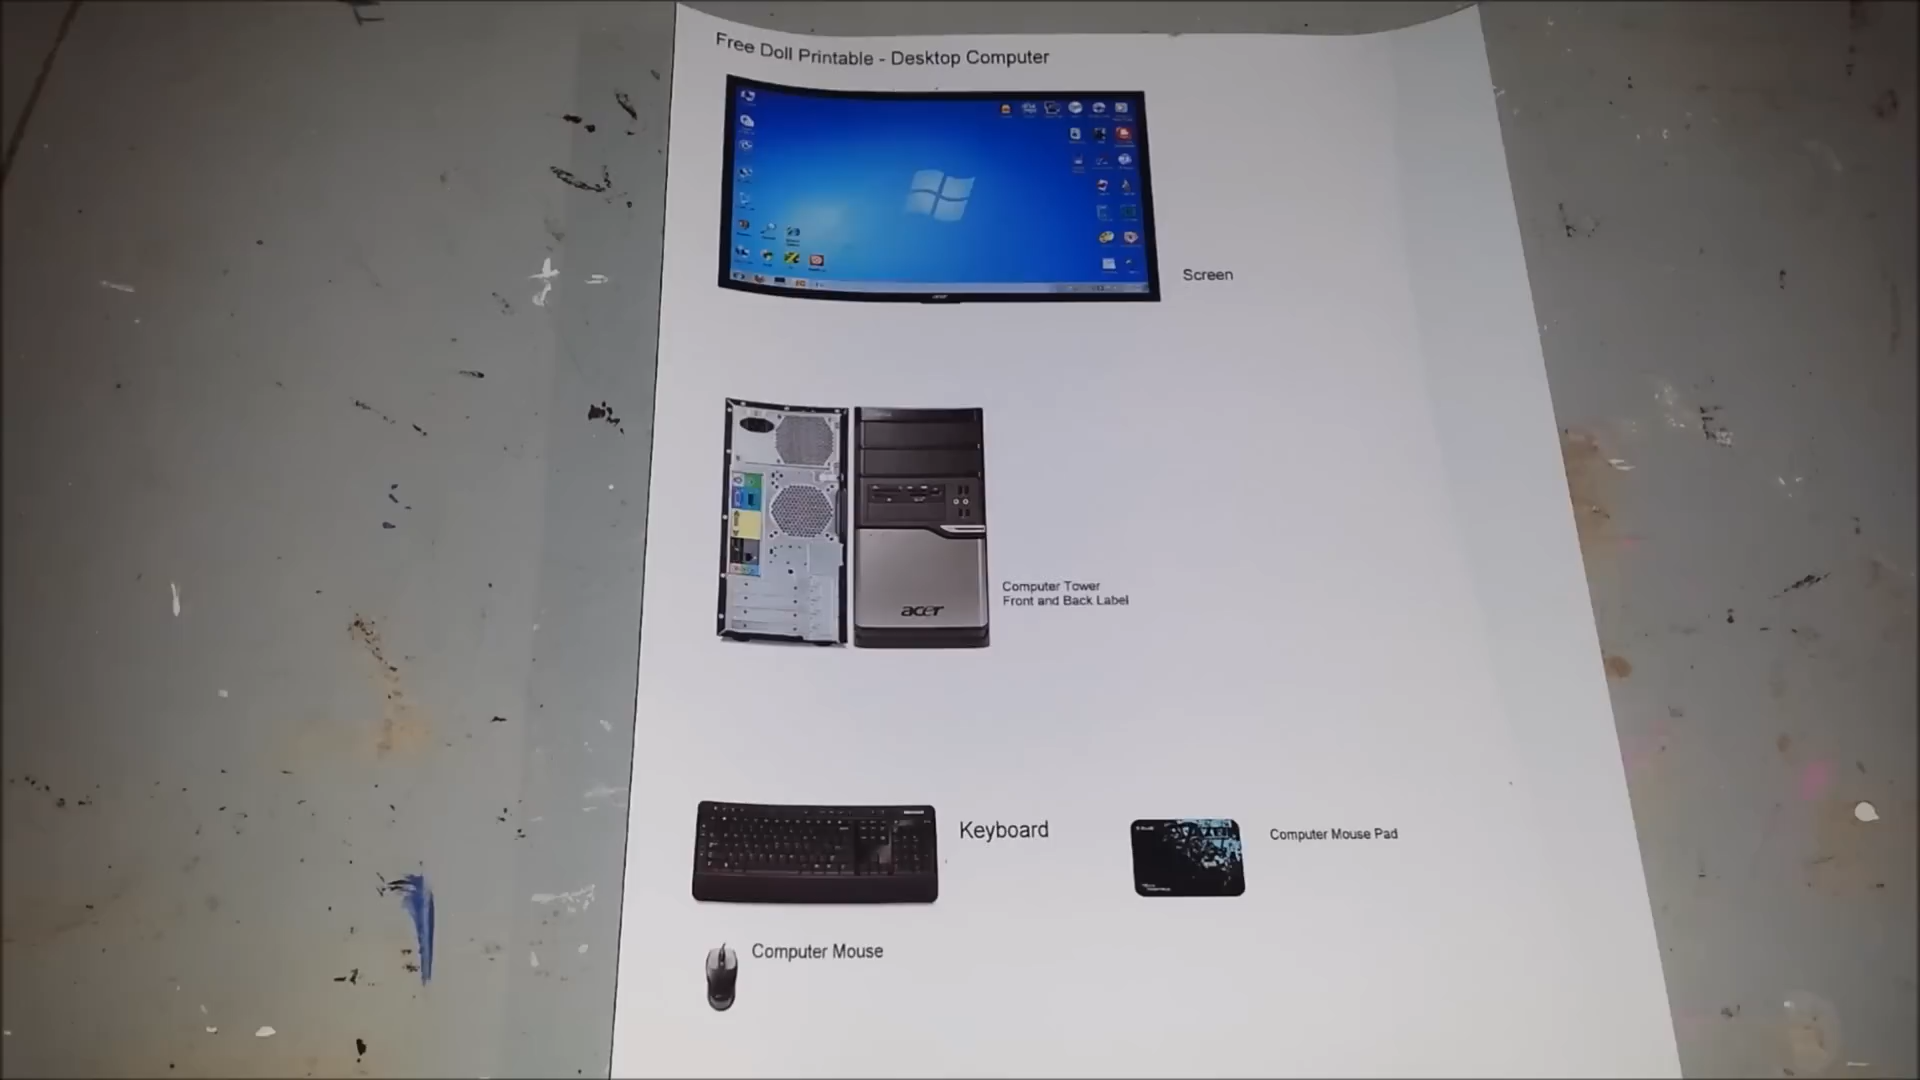 Free Doll Printable - Desktop Computer
acer
Screen
Computer Tower
Front and Back Label
acer
Keyboard
Computer Mouse Pad
Computer Mouse